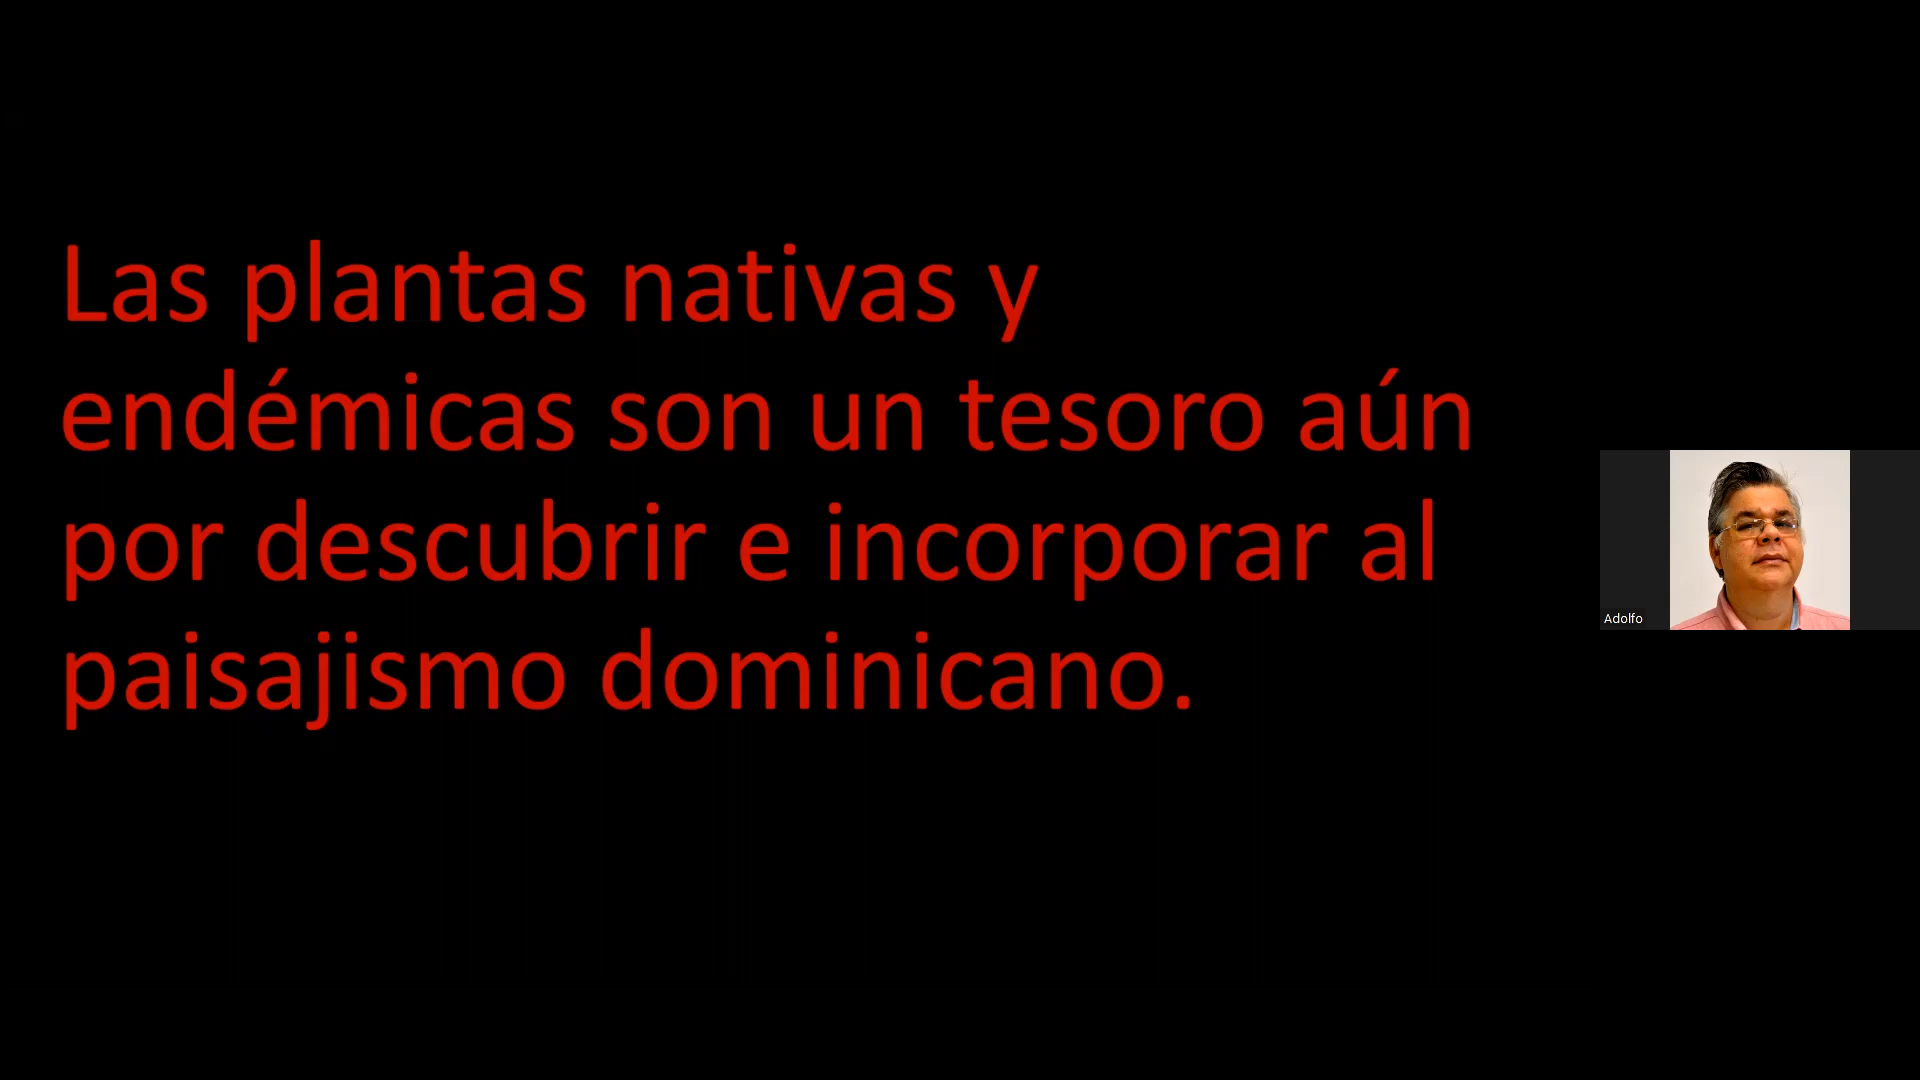 Las plantas nativas y
endémicas son un tesoro aún
por descubrir e incorporar al
paisajismo dominicano.
Adolfo